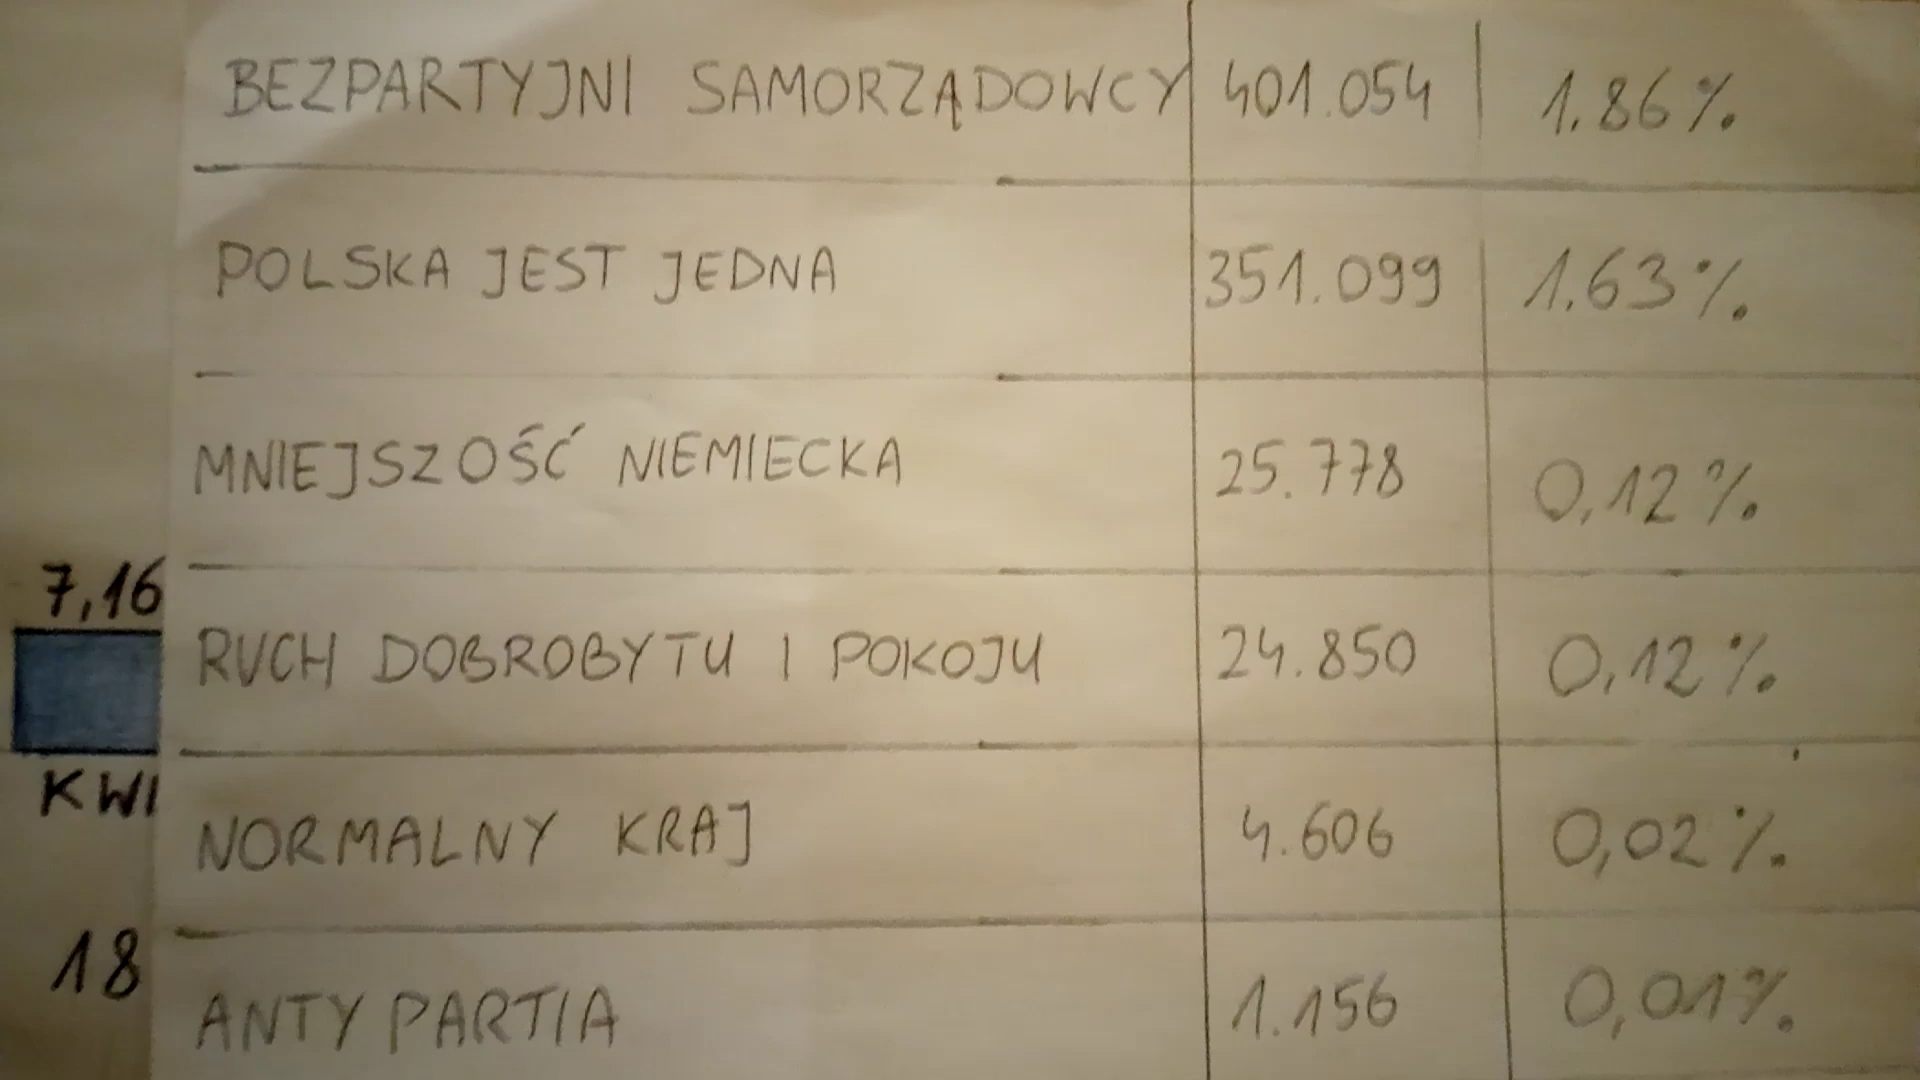 BEZPARTYJNI SAMORZĄDOWCY 401.054 1.86%
POLSKA JEST JEDNA 351.099 1.63%
MNIEJSZOŚĆ NIEMIECKA 25.778 0,12%
7,16
RUCH DOBROBYTU I POKOJU 24.850 0,12%
KWI
NORMALNY KRAJ 4.606 0,02%
18
ANTY PARTIA 1.156 0,01%